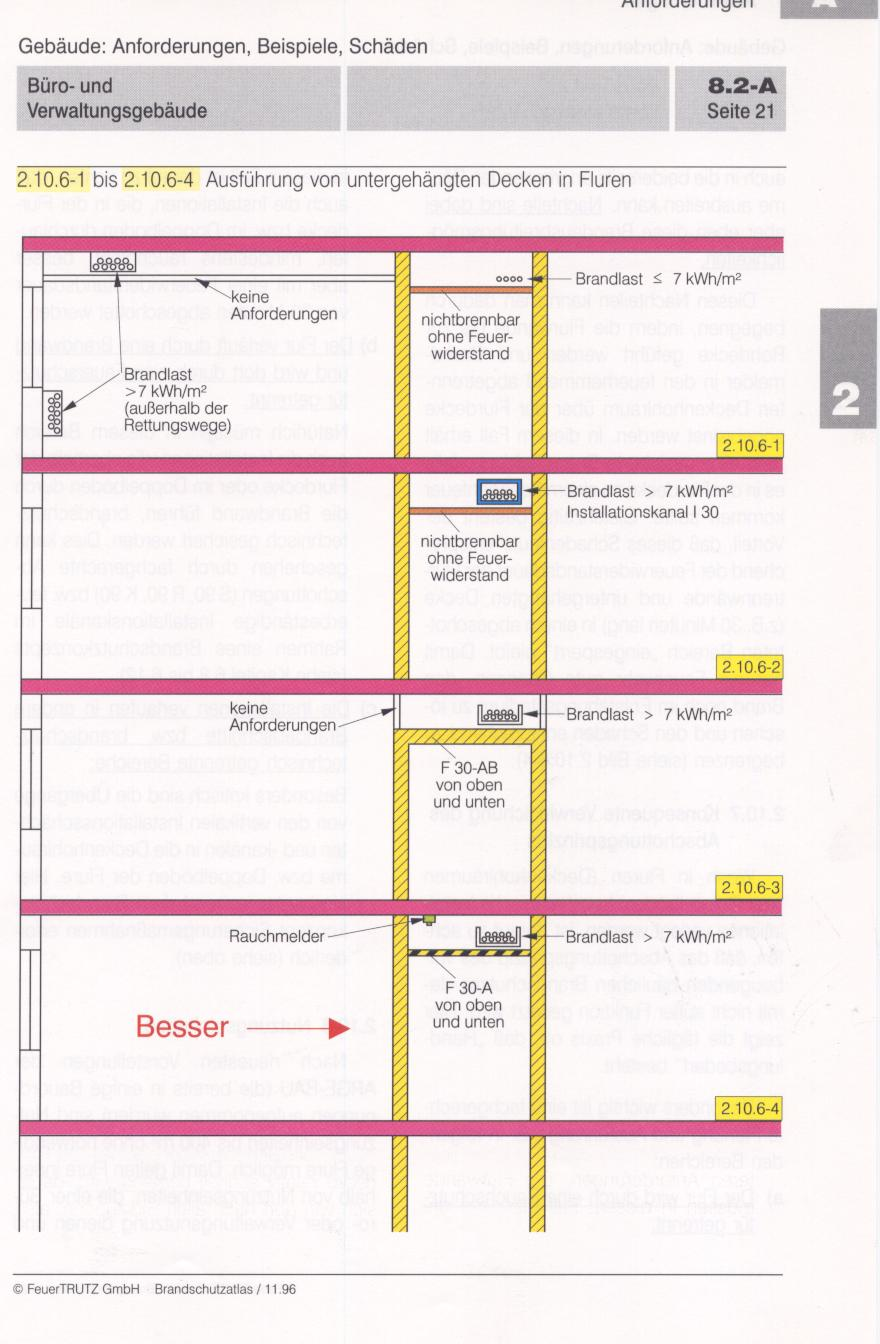 Anforderungen
A
Gebäude: Anforderungen, Beispiele, Schäden
Büro- und
Verwaltungsgebäude
8.2-A
Seite 21
2.10.6-1 bis 2.10.6-4 Ausführung von untergehängten Decken in Fluren
keine
Anforderungen
Brandlast
>7 kWh/m²
(außerhalb der
Rettungswege)
Brandlast ≤ 7 kWh/m²
nichtbrennbar
ohne Feuer-
widerstand
2
2.10.6-1
Brandlast > 7 kWh/m²
Installationskanal I 30
nichtbrennbar
ohne Feuer-
widerstand
2.10.6-2
keine
Anforderungen
Brandlast > 7 kWh/m²
F 30-AB
von oben
und unten
2.10.6-3
Rauchmelder
Brandlast > 7 kWh/m²
F 30-A
von oben
und unten
Besser
2.10.6-4
© FeuerTRUTZ GmbH Brandschutzatlas / 11.96